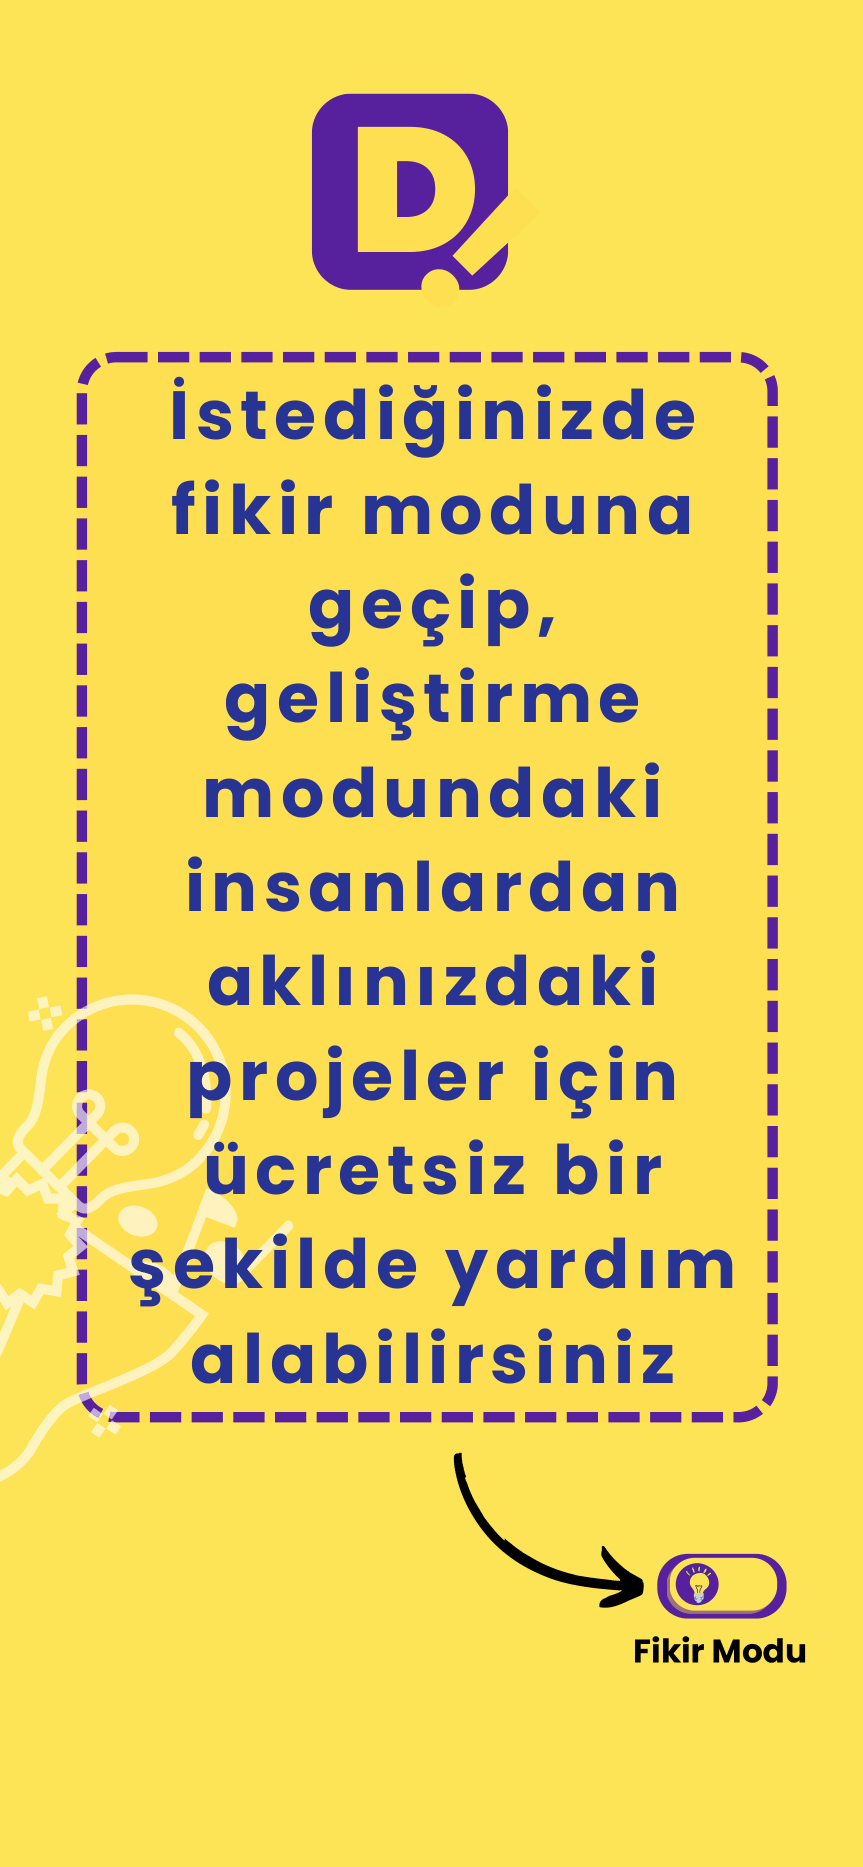 D
İstediğinizde
fikir moduna
geçip,
geliştirme
modundaki
insanlardan
aklınızdaki
projeler için
ücretsiz bir
şekilde yardım
alabilirsiniz
Fikir Modu